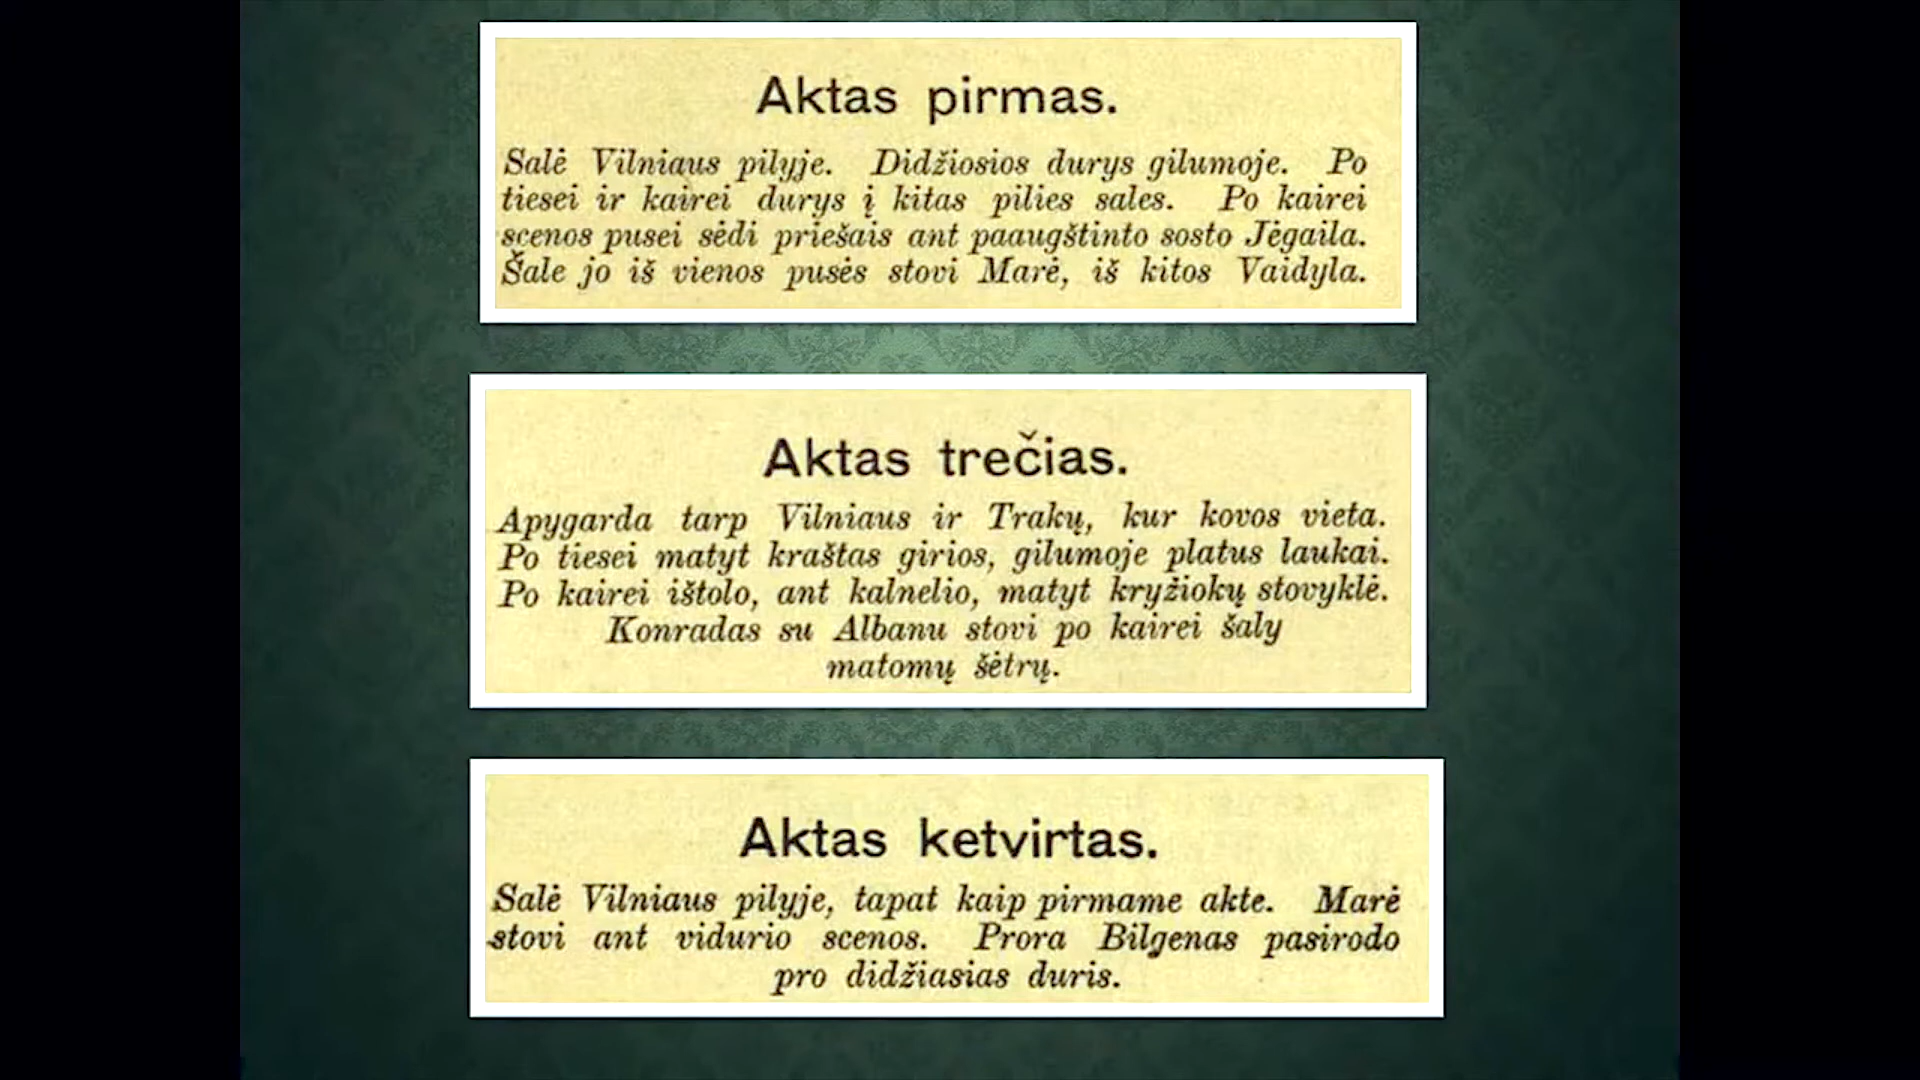 Aktas pirmas.
Salė Vilniaus pilyje. Didžiosios durys gilumoje. Po
tiesei ir kairei durys į kitas pilies sales. Po kairei
scenos pusei sėdi priešais ant paaugštinto sosto Jėgaila.
Šale jo iš vienos pusės stovi Marė, iš kitos Vaidyla.
Aktas trečias.
Apygarda tarp Vilniaus ir Trakų, kur kovos vieta.
Po tiesei matyt kraštas girios, gilumoje platus laukai.
Po kairei ištolo, ant kalnelio, matyt kryžiokų stovyklė.
Konradas su Albanu stovi po kairei šaly
matomų šėtrų.
Aktas ketvirtas.
Salė Vilniaus pilyje, tapat kaip pirmame akte. Marė
stovi ant vidurio scenos. Prora Bilgenas pasirodo
pro didžiasias duris.